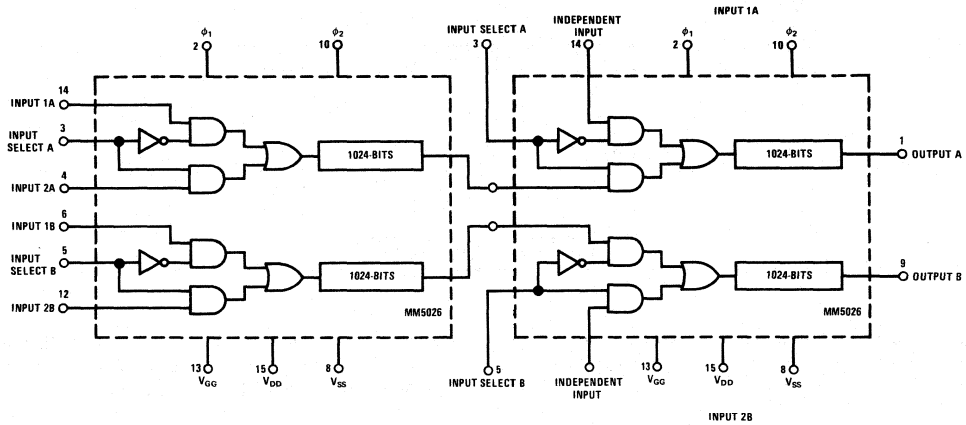 INPUT 1A
INPUT SELECT A
3
INDEPENDENT
INPUT
14
ϕ1
2
ϕ2
10
ϕ1
2
ϕ2
10
14
INPUT 1A
3
INPUT
SELECT A
4
INPUT 2A
6
INPUT 1B
5
INPUT
SELECT B
12
INPUT 2B
1024-BITS
1024-BITS
MM5026
13
VGG
15
VDD
8
VSS
1024-BITS
1
OUTPUT A
1024-BITS
9
OUTPUT B
MM5026
5
INPUT SELECT B
INDEPENDENT
INPUT
13
VGG
15
VDD
8
VSS
INPUT 2B